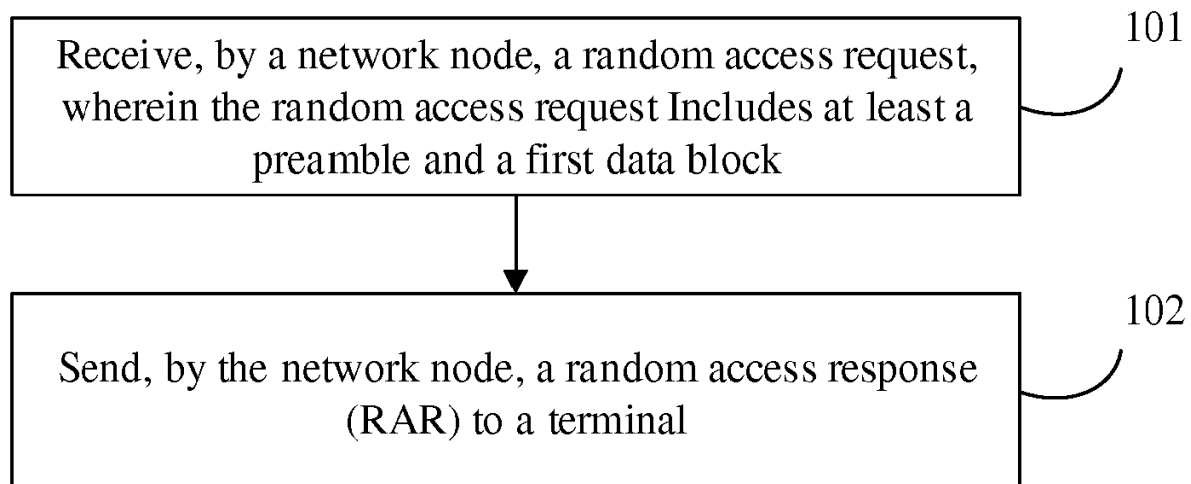 101
Receive, by a network node, a random access request,
wherein the random access request Includes at least a
preamble and a first data block
102
Send, by the network node, a random access response
(RAR) to a terminal